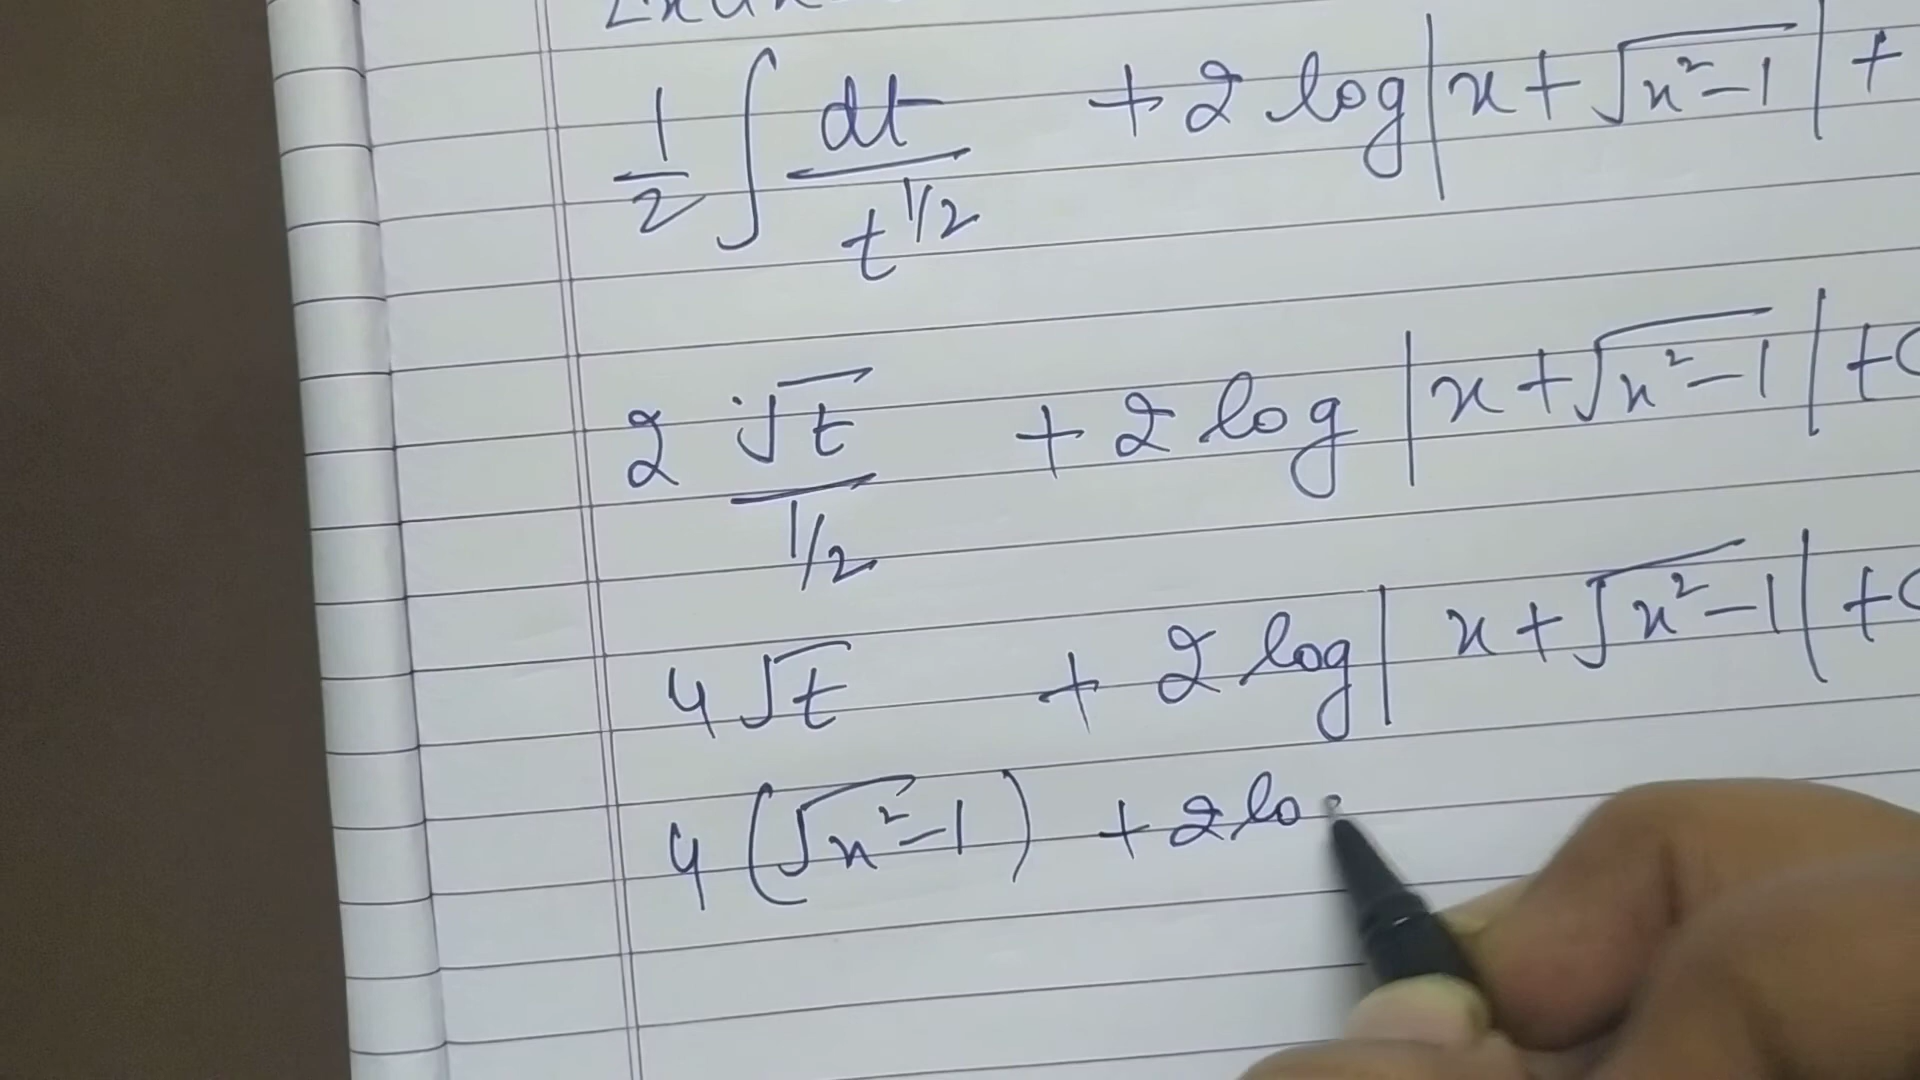 1/2 ∫ dt/t^1/2 + 2 log|x + √x²-1| +
2 √t/1/2 + 2 log |x + √x²-1| + C
4 √t + 2 log| x + √x²-1| + C
4 (√x²-1) + 2 lo